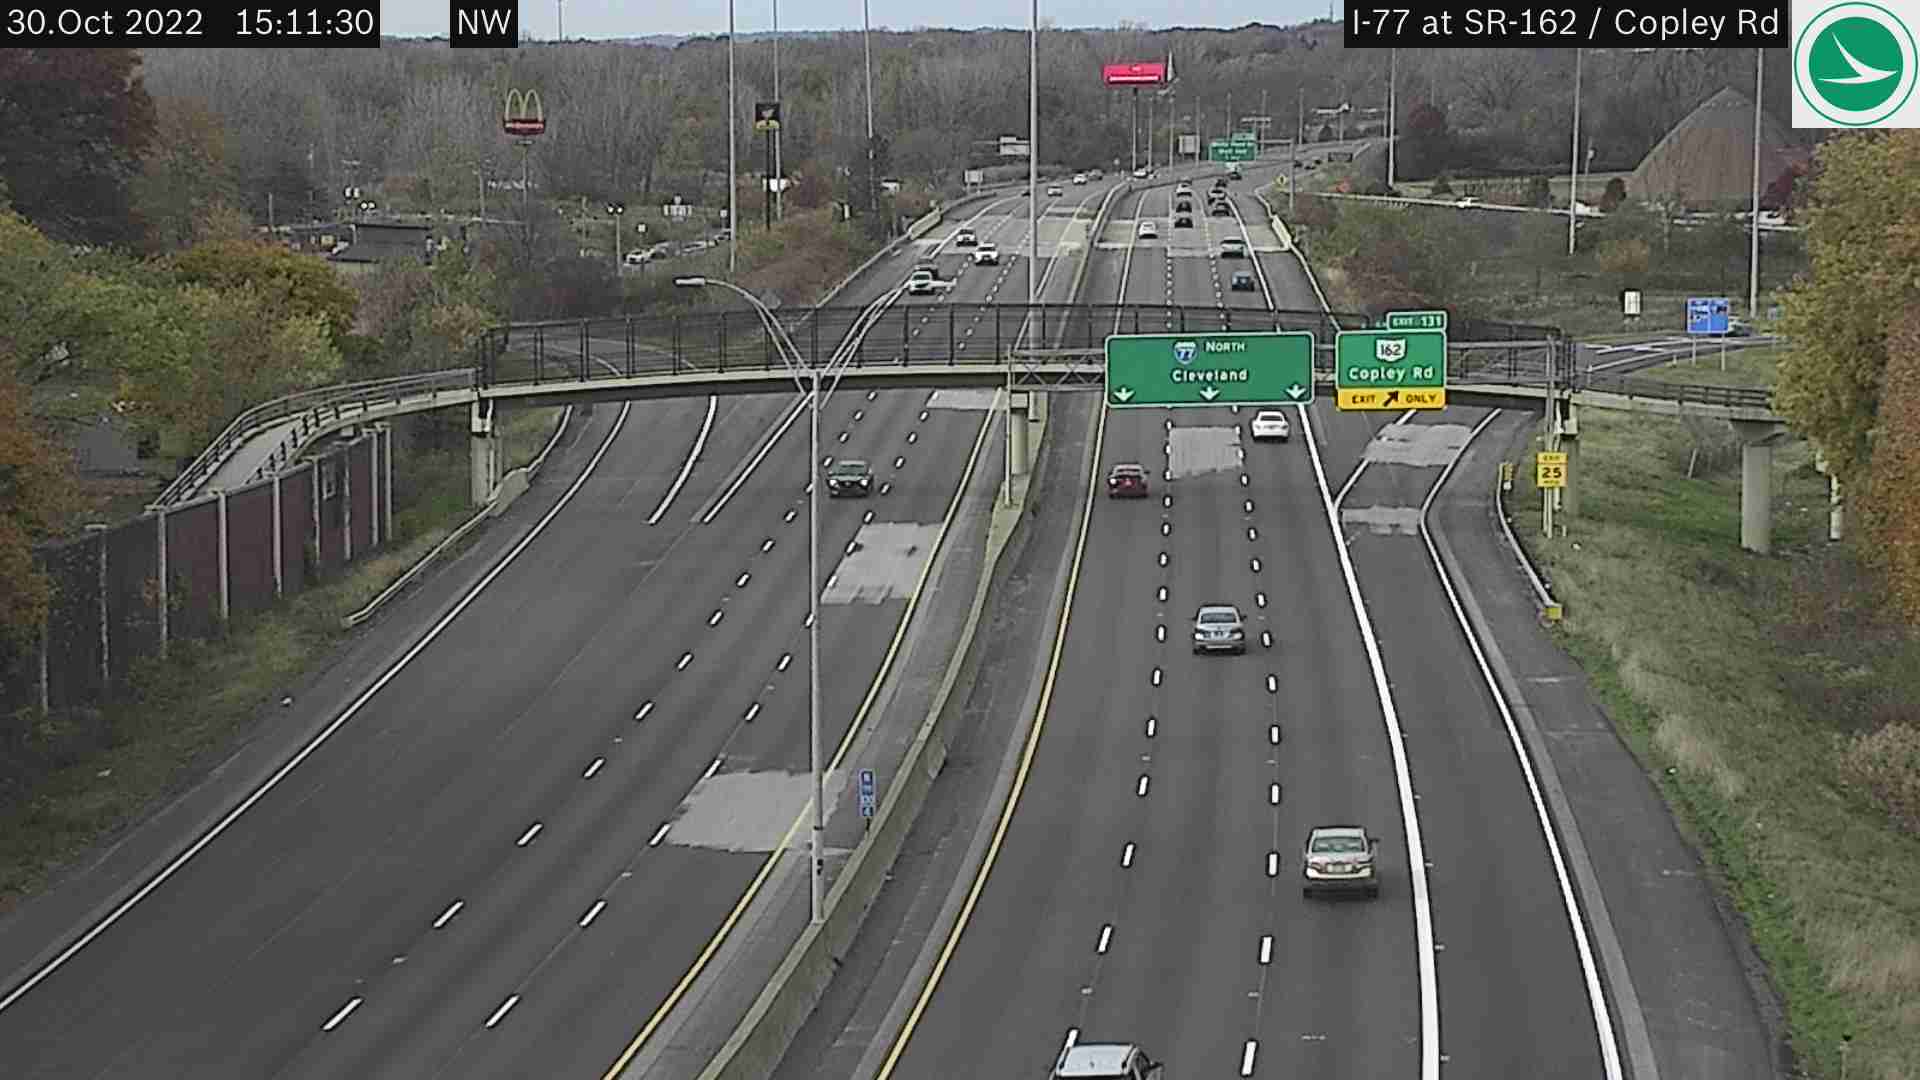 30.Oct 2022 15:11:30
NW
I-77 at SR-162 / Copley Rd
EXIT 131
77 NORTH
Cleveland
162
Copley Rd
EXIT ONLY
EXIT
25